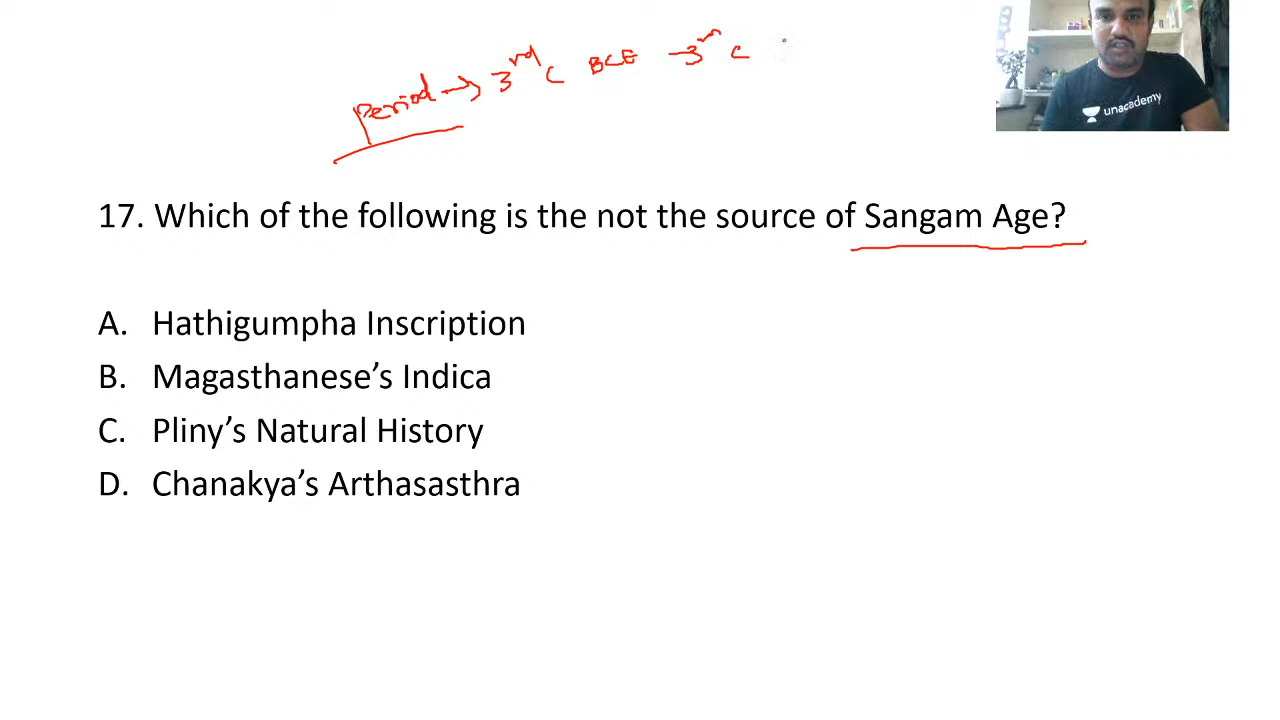 Period → 3rd C BCE - 3rd C
unacademy
17. Which of the following is the not the source of Sangam Age?
A. Hathigumpha Inscription
B. Magasthanese’s Indica
C. Pliny’s Natural History
D. Chanakya’s Arthasasthra